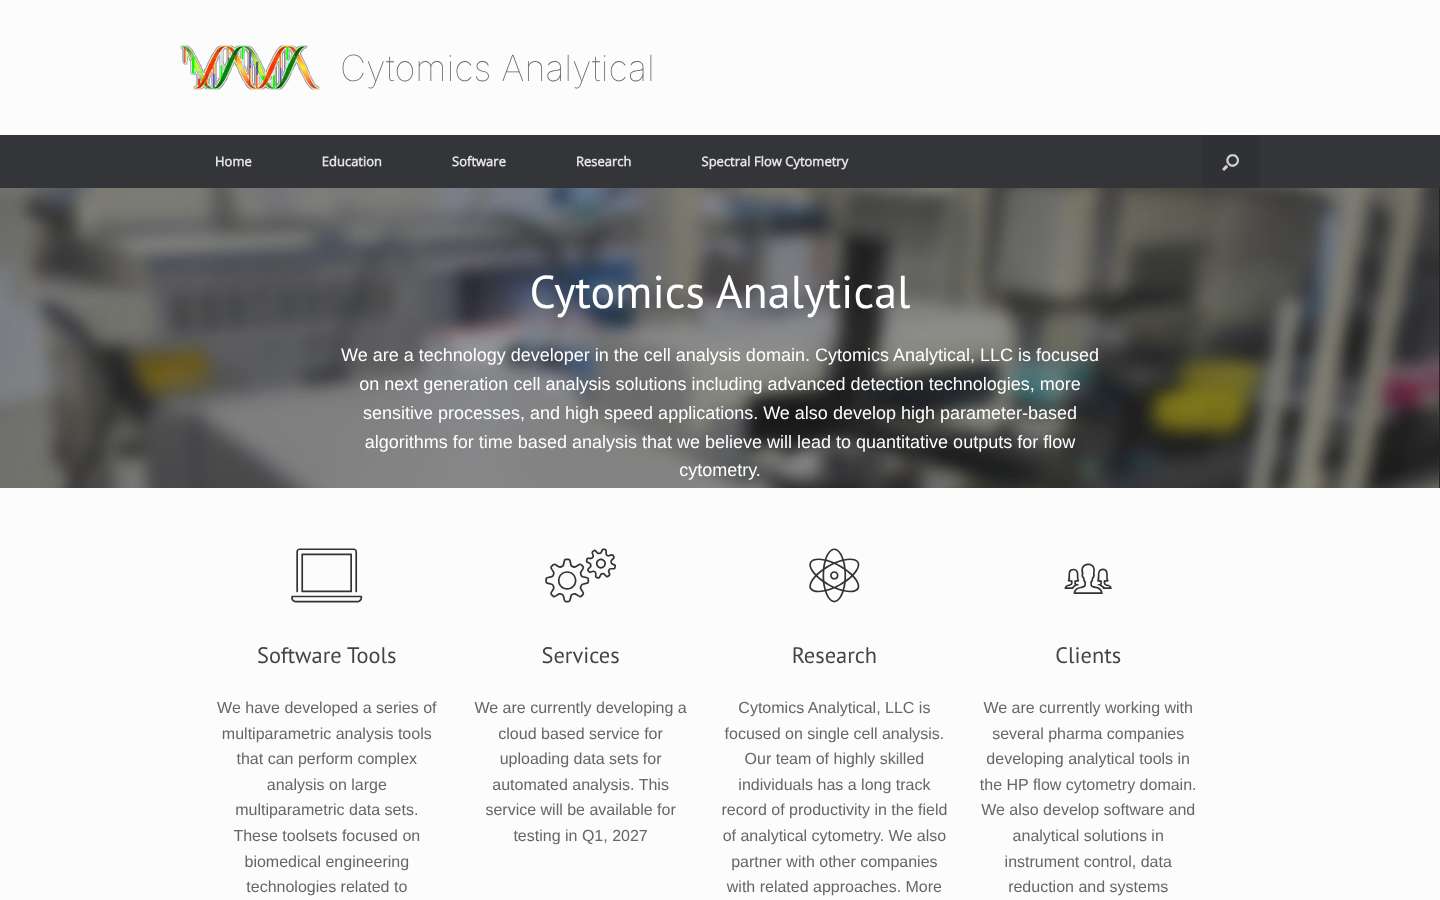 Cytomics Analytical
Home
Education
Software
Research
Spectral Flow Cytometry
Cytomics Analytical
We are a technology developer in the cell analysis domain. Cytomics Analytical, LLC is focused
on next generation cell analysis solutions including advanced detection technologies, more
sensitive processes, and high speed applications. We also develop high parameter-based
algorithms for time based analysis that we believe will lead to quantitative outputs for flow
cytometry.
Software Tools
We have developed a series of
multiparametric analysis tools
that can perform complex
analysis on large
multiparametric data sets.
These toolsets focused on
biomedical engineering
technologies related to
Services
We are currently developing a
cloud based service for
uploading data sets for
automated analysis. This
service will be available for
testing in Q1, 2027
Research
Cytomics Analytical, LLC is
focused on single cell analysis.
Our team of highly skilled
individuals has a long track
record of productivity in the field
of analytical cytometry. We also
partner with other companies
with related approaches. More
Clients
We are currently working with
several pharma companies
developing analytical tools in
the HP flow cytometry domain.
We also develop software and
analytical solutions in
instrument control, data
reduction and systems